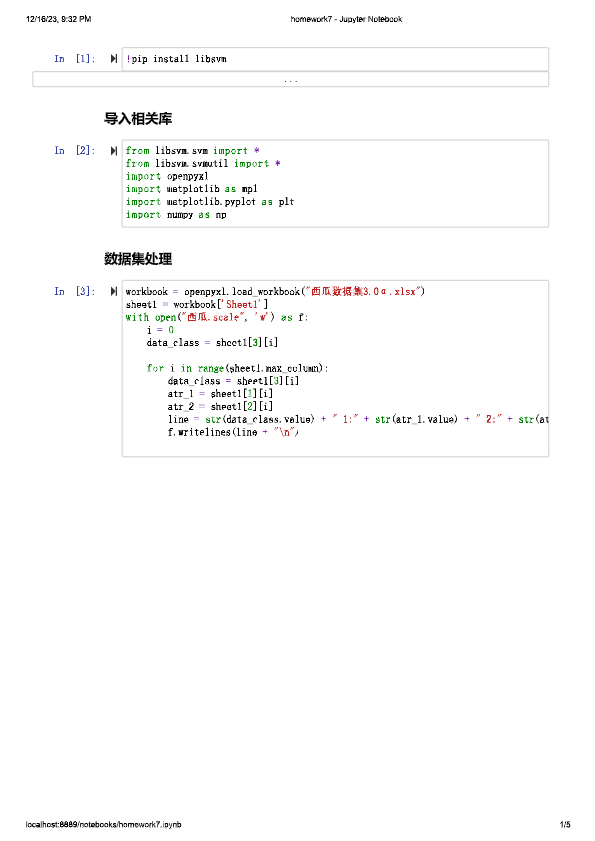 12/16/23, 9:32 PM homework7 - Jupyter Notebook
In [1]: !pip install libsvm
...
导入相关库
In [2]: from libsvm.svm import *
from libsvm.svmutil import *
import openpyxl
import matplotlib as mpl
import matplotlib.pyplot as plt
import numpy as np
数据集处理
In [3]: workbook = openpyxl.load_workbook("西瓜数据集3.0α.xlsx")
sheet1 = workbook['Sheet1']
with open("西瓜.scale", 'w') as f:
i = 0
data_class = sheet1[3][i]
for i in range(sheet1.max_column):
data_class = sheet1[3][i]
atr_1 = sheet1[1][i]
atr_2 = sheet1[2][i]
line = str(data_class.value) + " 1:" + str(atr_1.value) + " 2:" + str(at
f.writelines(line + "\n")
localhost:8889/notebooks/homework7.ipynb 1/5